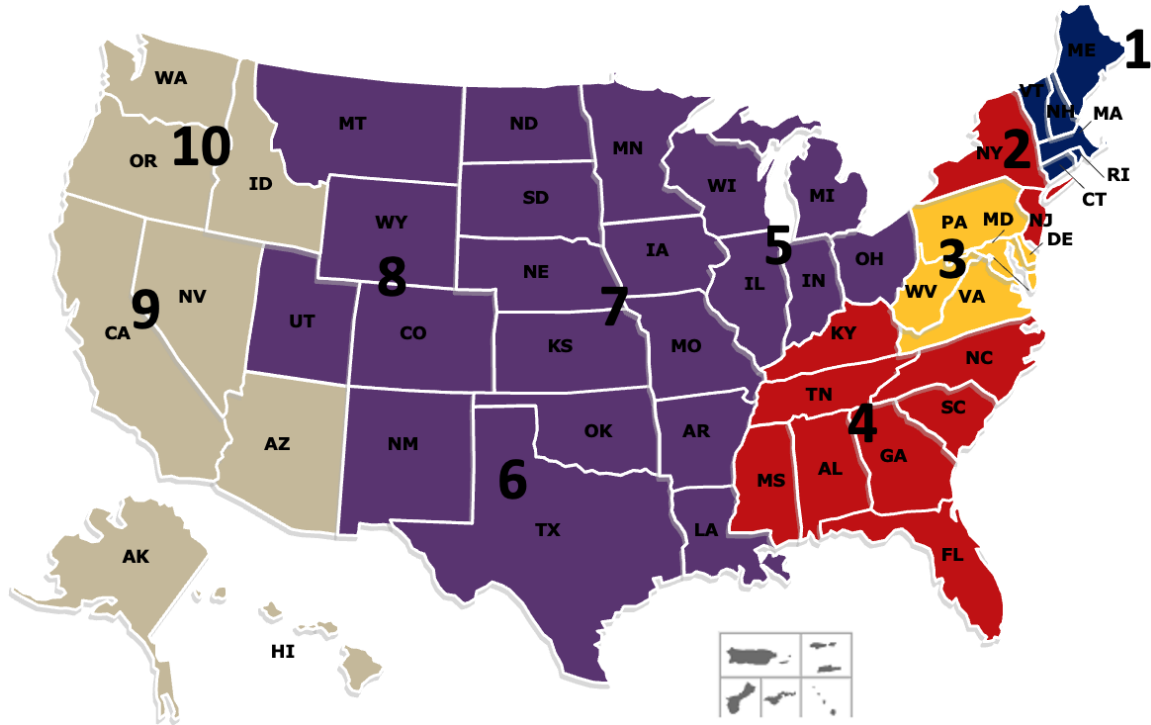 ME
1
WA
VT
NH
MA
MT
ND
MN
NY
2
OR
10
ID
WI
MI
RI
CT
SD
WY
PA
MD
NJ
DE
IA
5
OH
3
NE
8
IL
IN
WV
VA
NV
9
7
UT
CO
CA
KS
MO
KY
NC
TN
SC
4
AZ
NM
OK
AR
GA
AL
MS
6
TX
LA
AK
FL
HI